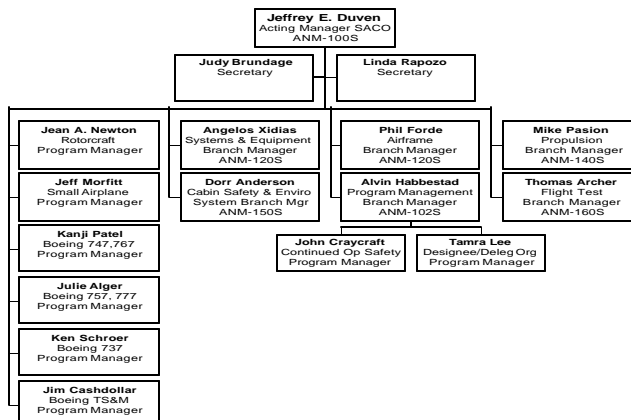 Jeffrey E. Duven
Acting Manager SACO
ANM-100S
Judy Brundage
Secretary
Linda Rapozo
Secretary
Jean A. Newton
Rotorcraft
Program Manager
Angelos Xidias
Systems & Equipment
Branch Manager
ANM-120S
Phil Forde
Airframe
Branch Manager
ANM-120S
Mike Pasion
Propulsion
Branch Manager
ANM-140S
Jeff Morfitt
Small Airplane
Program Manager
Dorr Anderson
Cabin Safety & Enviro
System Branch Mgr
ANM-150S
Alvin Habbestad
Program Management
Branch Manager
ANM-102S
Thomas Archer
Flight Test
Branch Manager
ANM-160S
Kanji Patel
Boeing 747,767
Program Manager
John Craycraft
Continued Op Safety
Program Manager
Tamra Lee
Designee/Deleg Org
Program Manager
Julie Alger
Boeing 757, 777
Program Manager
Ken Schroer
Boeing 737
Program Manager
Jim Cashdollar
Boeing TS&M
Program Manager